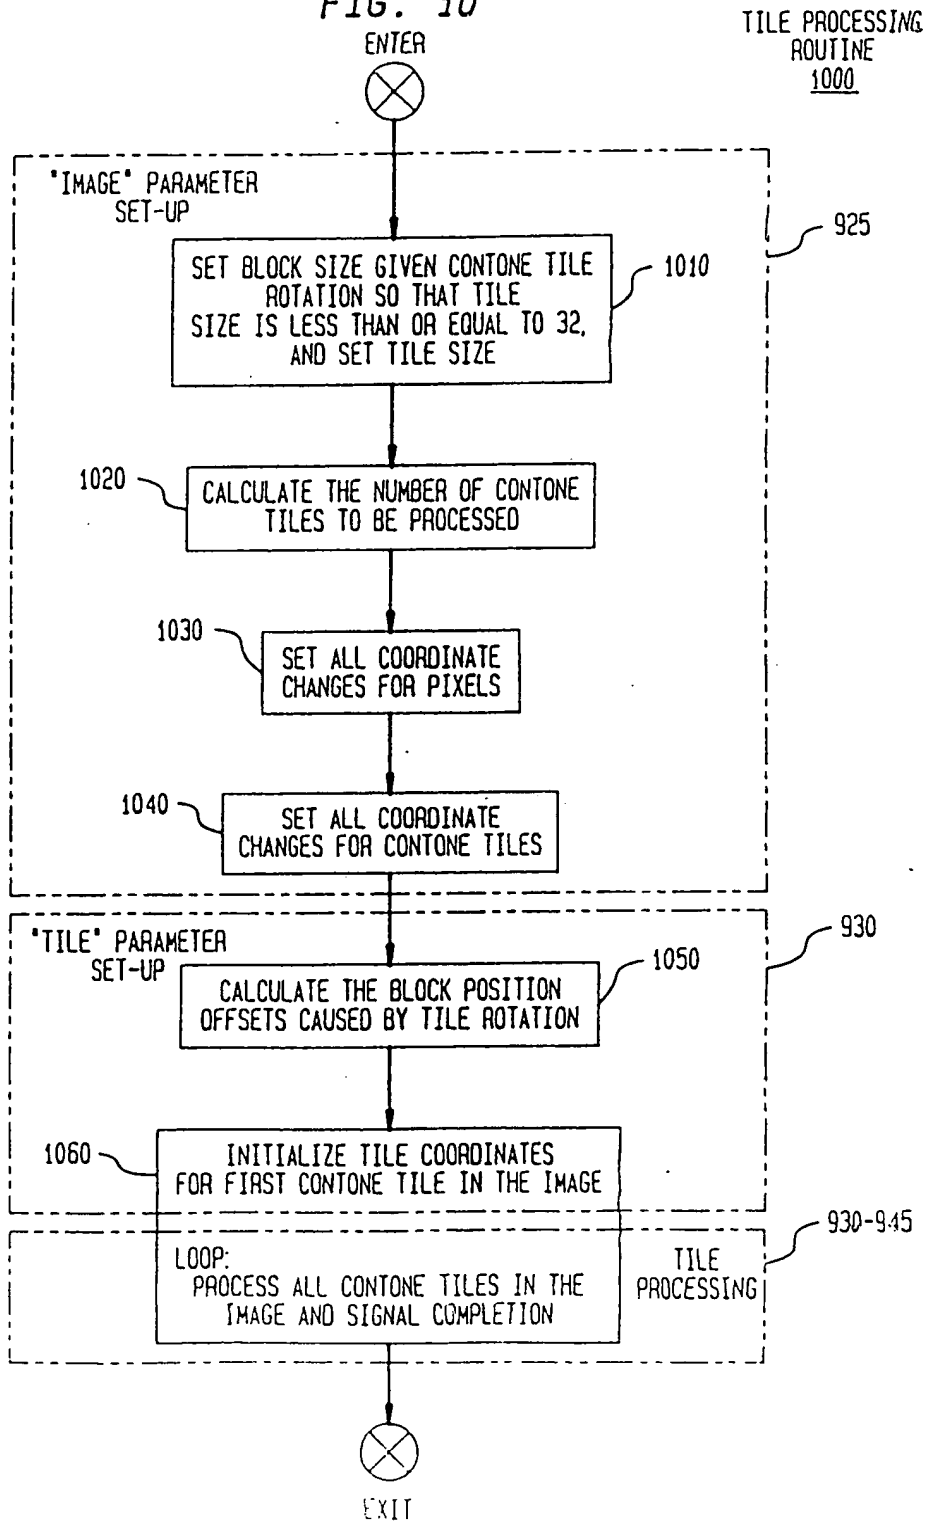 FIG. 10
TILE PROCESSING
ROUTINE
1000
ENTER
"IMAGE" PARAMETER
SET-UP
925
SET BLOCK SIZE GIVEN CONTONE TILE
ROTATION SO THAT TILE
SIZE IS LESS THAN OR EQUAL TO 32,
AND SET TILE SIZE
1010
1020
CALCULATE THE NUMBER OF CONTONE
TILES TO BE PROCESSED
1030
SET ALL COORDINATE
CHANGES FOR PIXELS
1040
SET ALL COORDINATE
CHANGES FOR CONTONE TILES
"TILE" PARAMETER
SET-UP
930
1050
CALCULATE THE BLOCK POSITION
OFFSETS CAUSED BY TILE ROTATION
1060
INITIALIZE TILE COORDINATES
FOR FIRST CONTONE TILE IN THE IMAGE
930-945
LOOP:
PROCESS ALL CONTONE TILES IN THE
IMAGE AND SIGNAL COMPLETION
TILE
PROCESSING
EXIT